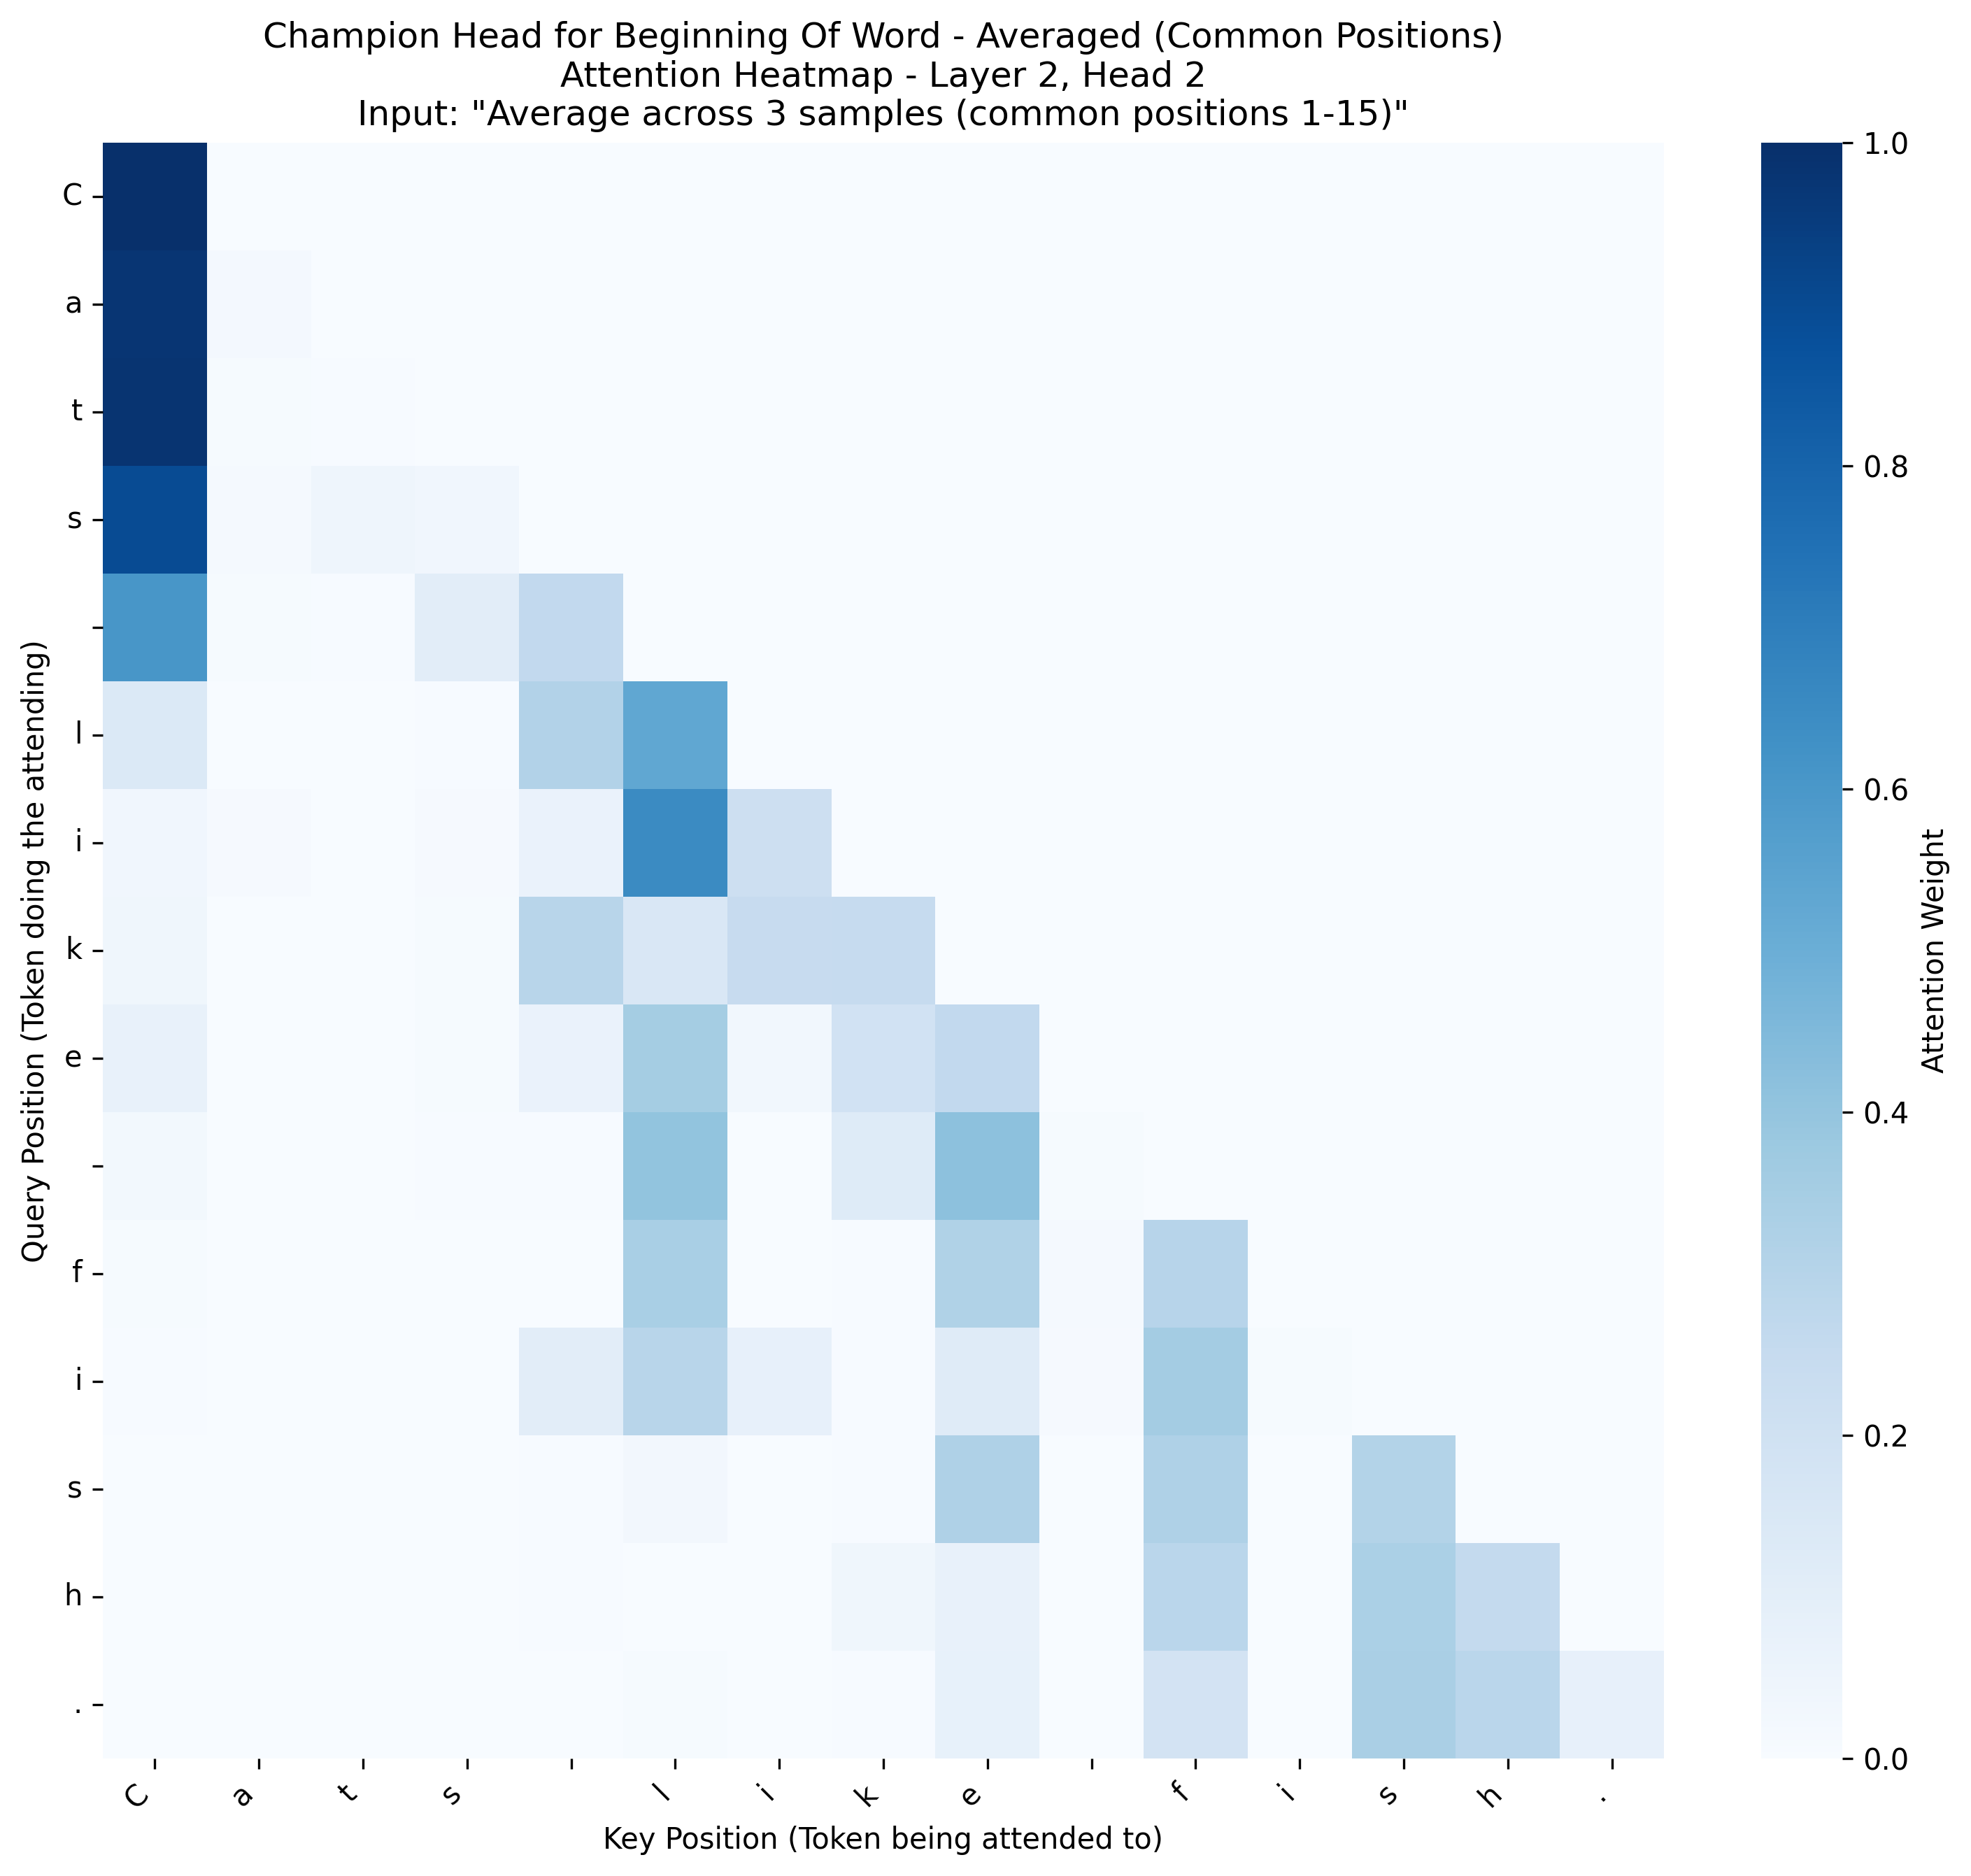 Champion Head for Beginning Of Word - Averaged (Common Positions)
Attention Heatmap - Layer 2, Head 2
Input: "Average across 3 samples (common positions 1-15)"
Query Position (Token doing the attending)
C
a
t
s
l
i
k
e
f
i
s
h
.
C
a
t
s
l
i
k
e
f
i
s
h
.
Key Position (Token being attended to)
1.0
0.8
0.6
0.4
0.2
0.0
Attention Weight